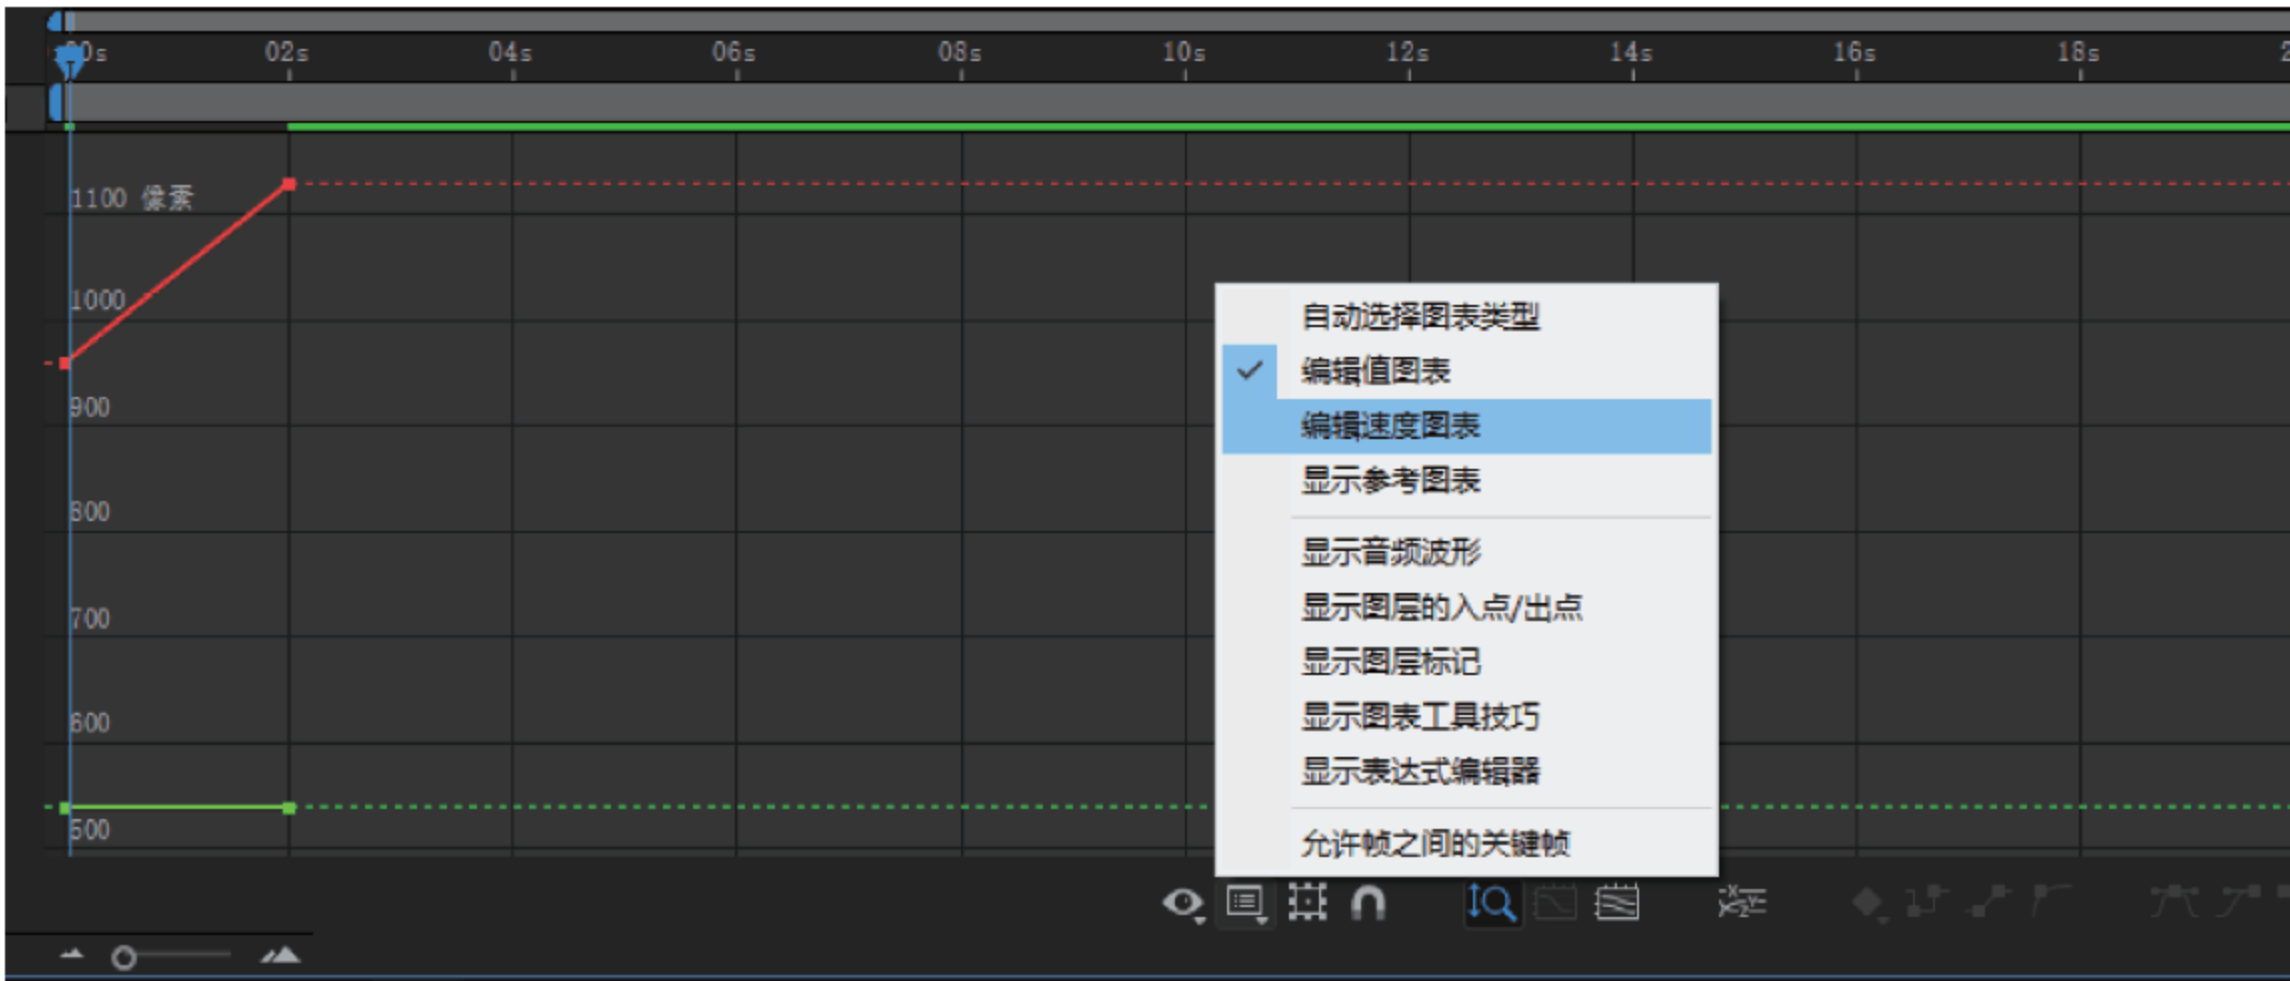 00s 02s 04s 06s 08s 10s 12s 14s 16s 18s 2
1100 像素
1000
900
800
700
600
500
自动选择图表类型
编辑值图表
编辑速度图表
显示参考图表
显示音频波形
显示图层的入点/出点
显示图层标记
显示图表工具技巧
显示表达式编辑器
允许帧之间的关键帧